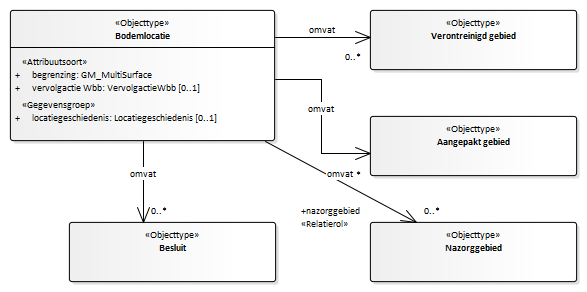 «Objecttype»
Bodemlocatie
«Attribuutsoort»
+ begrenzing: GM_MultiSurface
+ vervolgactie Wbb: VervolgactieWbb [0..1]
«Gegevensgroep»
+ locatiegeschiedenis: Locatiegeschiedenis [0..1]
omvat
0..*
«Objecttype»
Verontreinigd gebied
omvat
«Objecttype»
Aangepakt gebied
omvat
0..*
«Objecttype»
Besluit
omvat *
+nazorggebied
«Relatierol»
0..*
«Objecttype»
Nazorggebied